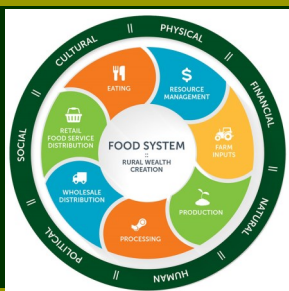 CULTURAL || PHYSICAL || FINANCIAL || NATURAL || HUMAN || POLITICAL || SOCIAL ||
EATING
$
RESOURCE
MANAGEMENT
FARM
INPUTS
PRODUCTION
PROCESSING
WHOLESALE
DISTRIBUTION
RETAIL
FOOD SERVICE
DISTRIBUTION
FOOD SYSTEM
::
RURAL WEALTH
CREATION